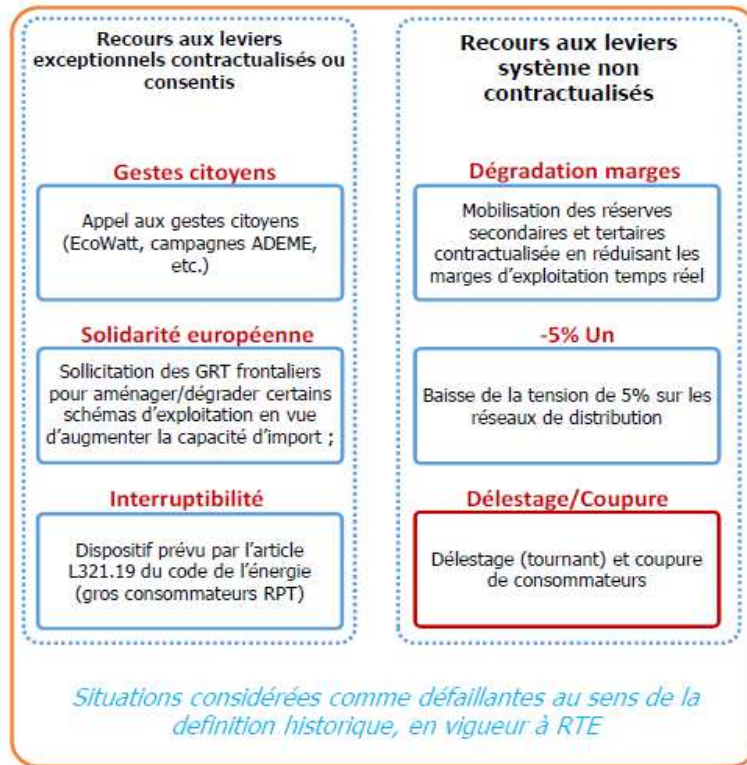 Recours aux leviers
exceptionnels contractualisés ou
consentis
Gestes citoyens
Appel aux gestes citoyens
(EcoWatt, campagnes ADEME,
etc.)
Solidarité européenne
Sollicitation des GRT frontaliers
pour aménager/dégrader certains
schémas d'exploitation en vue
d'augmenter la capacité d'import ;
Interruptibilité
Dispositif prévu par l'article
L321.19 du code de l'énergie
(gros consommateurs RPT)
Recours aux leviers
système non
contractualisés
Dégradation marges
Mobilisation des réserves
secondaires et tertaires
contractualisée en réduisant les
marges d'exploitation temps réel
-5% Un
Baisse de la tension de 5% sur les
réseaux de distribution
Délestage/Coupure
Délestage (tournant) et coupure
de consommateurs
Situations considérées comme défaillantes au sens de la
definition historique, en vigueur à RTE